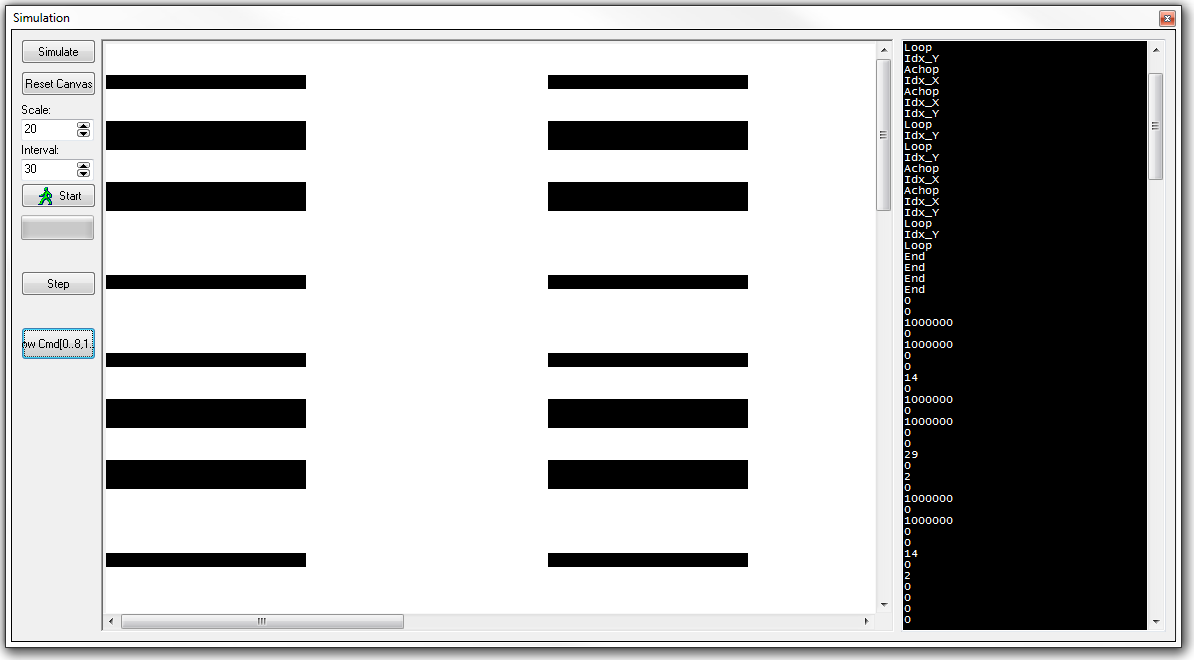 Simulation
Simulate
Reset Canvas
Scale:
20
Interval:
30
Start
Step
ow Cmd[0..8,1.
Loop
Idx_Y
Achop
Idx_X
Achop
Idx_X
Idx_Y
Loop
Idx_Y
Loop
Idx_Y
Achop
Idx_X
Achop
Idx_X
Idx_Y
Loop
Idx_Y
Loop
End
End
End
End
0
0
1000000
0
1000000
0
0
14
0
1000000
0
1000000
0
0
29
0
2
0
1000000
0
1000000
0
0
14
0
2
0
0
0
0